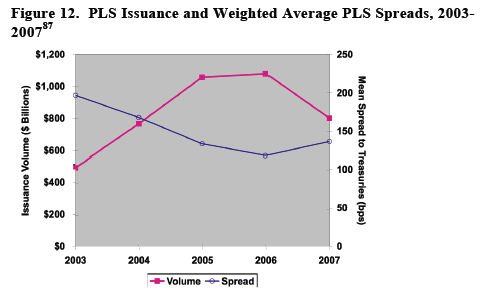 Figure 12. PLS Issuance and Weighted Average PLS Spreads, 2003-
2007⁸⁷
$1,200
$1,000
$800
$600
$400
$200
$0
Issuance Volume ($ Billions)
250
200
150
100
50
0
Mean Spread to Treasuries (bps)
2003 2004 2005 2006 2007
Volume Spread